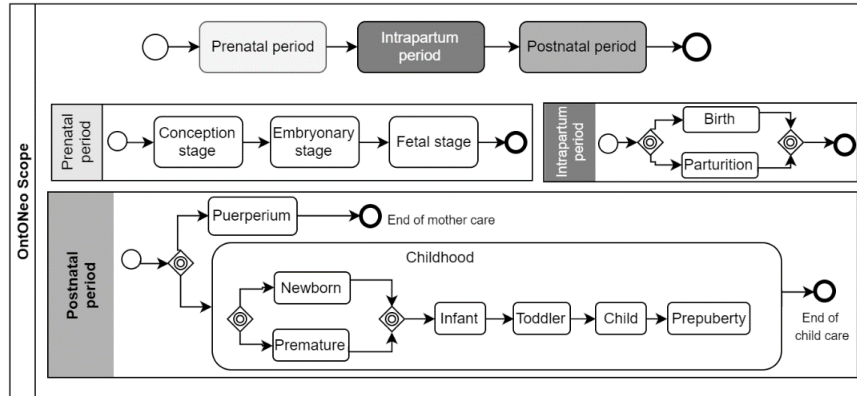 OntONeo Scope
Prenatal period
Intrapartum
period
Postnatal period
Prenatal
period
Conception
stage
Embryonary
stage
Fetal stage
Intrapartum
period
Birth
Parturition
Postnatal
period
Puerperium
End of mother care
Childhood
Newborn
Premature
Infant
Toddler
Child
Prepuberty
End of
child care